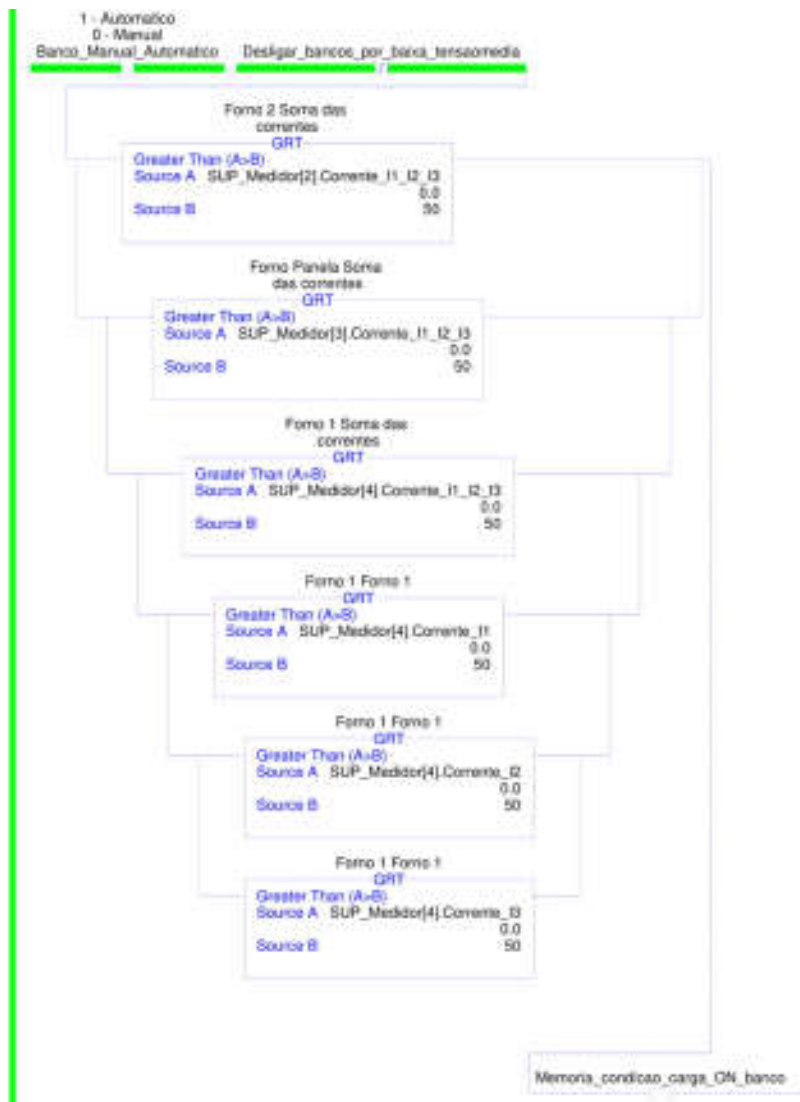 1 - Automatico
0 - Manual
Banco_Manual_Automatico Desligar_bancos_por_baixa_tensaomedia
/
Forno 2 Soma das
correntes
GRT
Greater Than (A>B)
Source A SUP_Medidor[2].Corrente_I1_I2_I3
0.0
Source B 50
Forno Panela Soma
das correntes
GRT
Greater Than (A>B)
Source A SUP_Medidor[3].Corrente_I1_I2_I3
0.0
Source B 50
Forno 1 Soma das
correntes
GRT
Greater Than (A>B)
Source A SUP_Medidor[4].Corrente_I1_I2_I3
0.0
Source B 50
Forno 1 Forno 1
GRT
Greater Than (A>B)
Source A SUP_Medidor[4].Corrente_I1
0.0
Source B 50
Forno 1 Forno 1
GRT
Greater Than (A>B)
Source A SUP_Medidor[4].Corrente_I2
0.0
Source B 50
Forno 1 Forno 1
GRT
Greater Than (A>B)
Source A SUP_Medidor[4].Corrente_I3
0.0
Source B 50
Memoria_condicao_carga_ON_banco